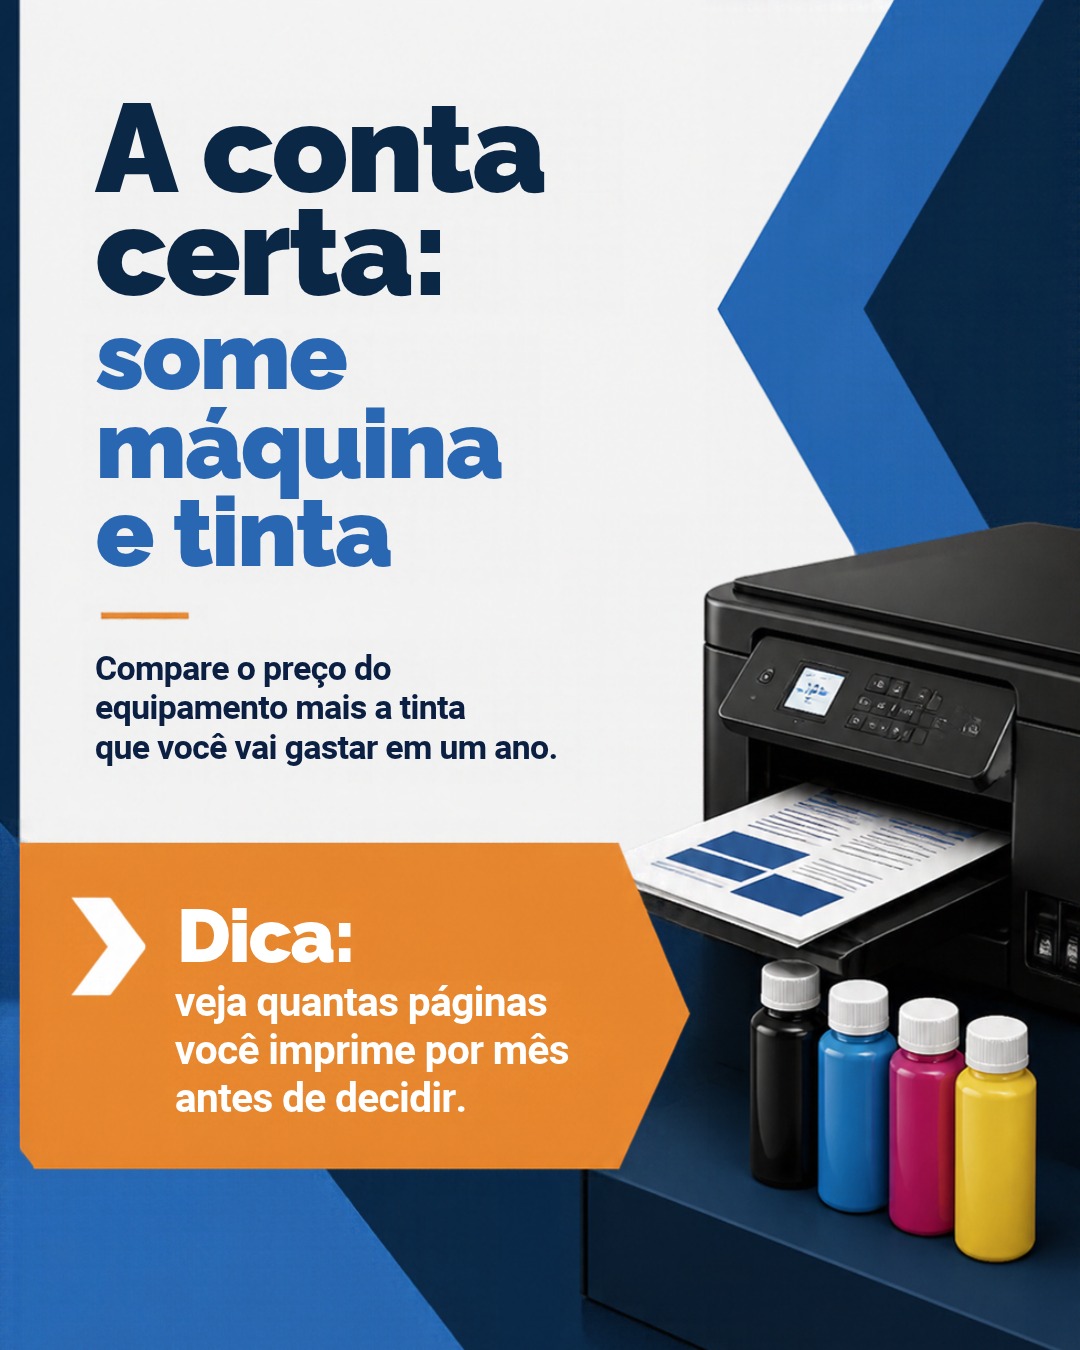 A conta
certa:
some
máquina
e tinta
Compare o preço do
equipamento mais a tinta
que você vai gastar em um ano.
Dica:
veja quantas páginas
você imprime por mês
antes de decidir.